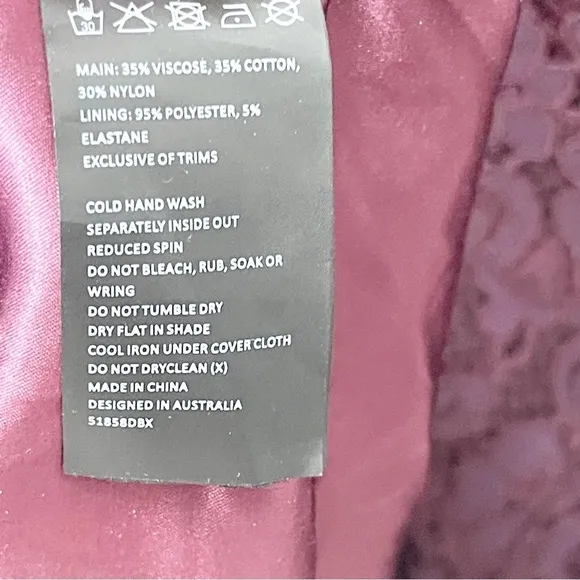 30
MAIN: 35% VISCOSE, 35% COTTON,
30% NYLON
LINING: 95% POLYESTER, 5%
ELASTANE
EXCLUSIVE OF TRIMS
COLD HAND WASH
SEPARATELY INSIDE OUT
REDUCED SPIN
DO NOT BLEACH, RUB, SOAK OR
WRING
DO NOT TUMBLE DRY
DRY FLAT IN SHADE
COOL IRON UNDER COVER CLOTH
DO NOT DRYCLEAN (X)
MADE IN CHINA
DESIGNED IN AUSTRALIA
51858DBX